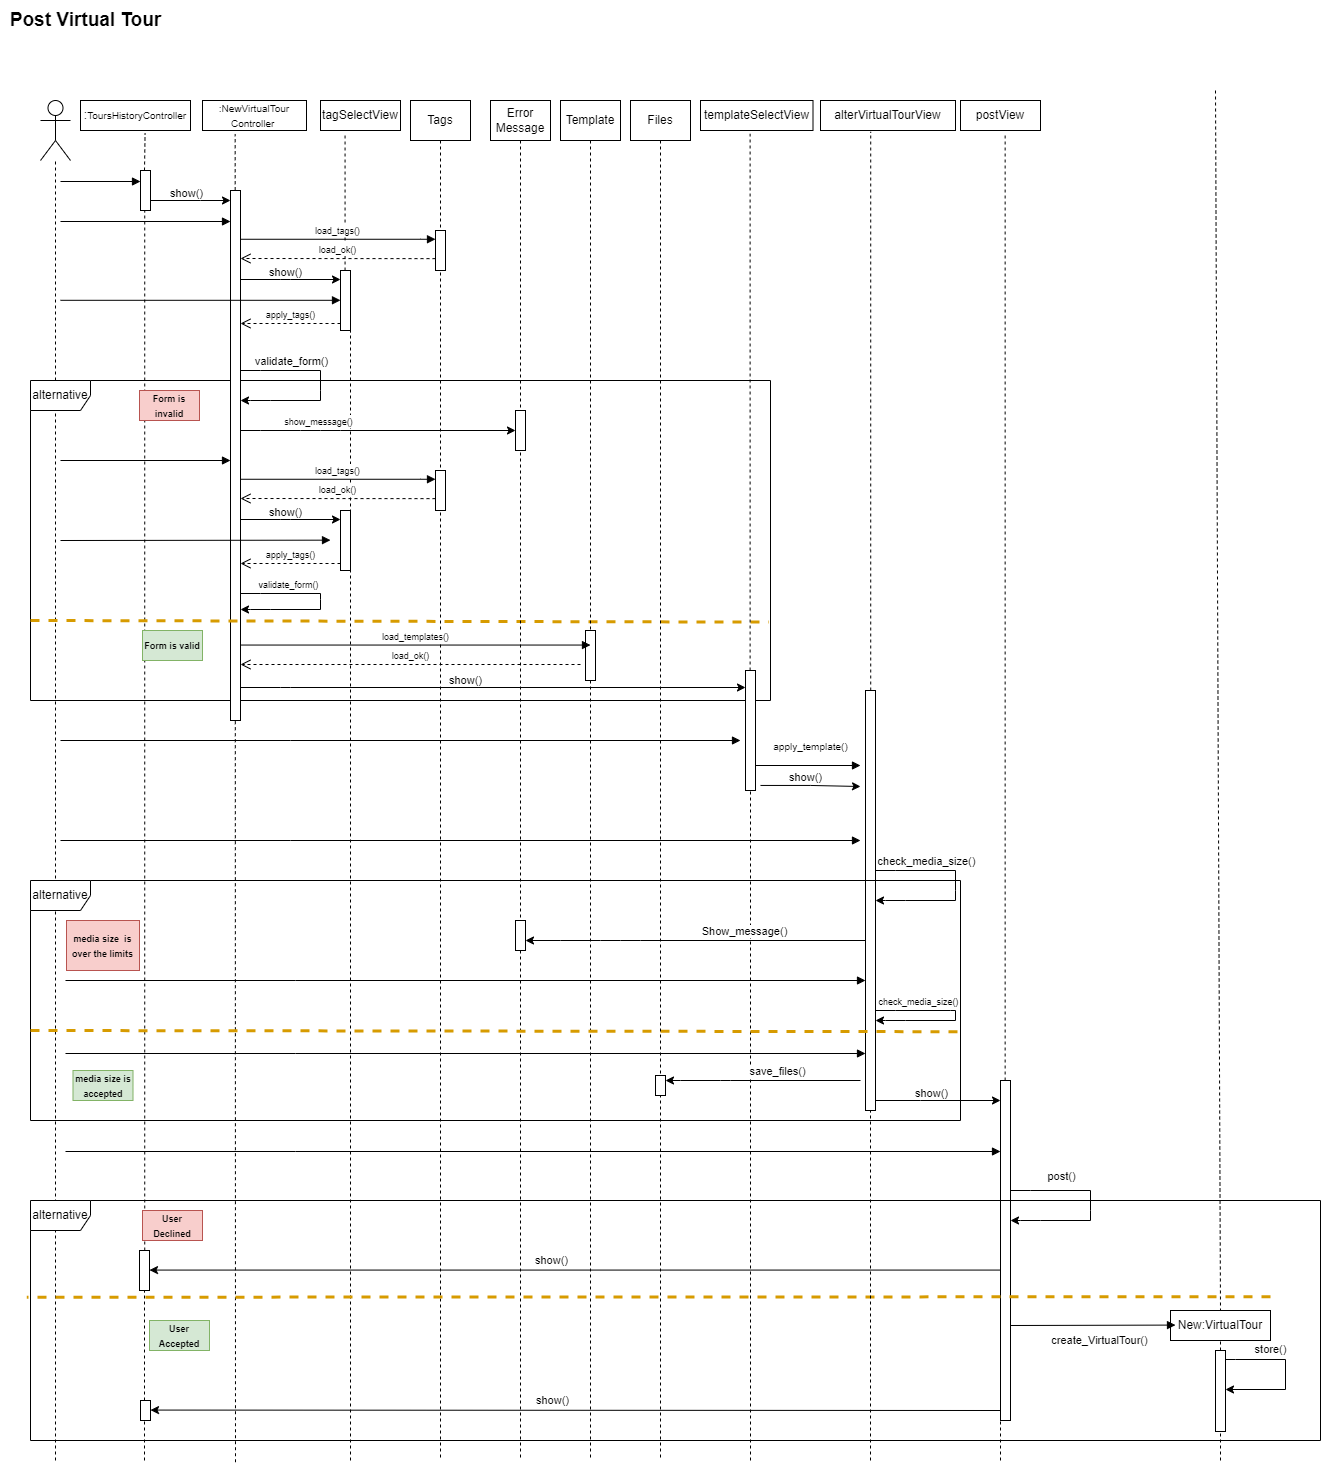 Post Virtual Tour
:ToursHistoryController
:NewVirtualTour
Controller
tagSelectView
Tags
Error
Message
Template
Files
templateSelectView
alterVirtualTourView
postView
show()
load_tags()
load_ok()
show()
apply_tags()
validate_form()
alternative
Form is
invalid
show_message()
load_tags()
load_ok()
show()
apply_tags()
validate_form()
Form is valid
load_templates()
load_ok()
show()
apply_template()
show()
check_media_size()
alternative
media size is
over the limits
Show_message()
check_media_size()
media size is
accepted
save_files()
show()
post()
alternative
User
Declined
show()
User
Accepted
New:VirtualTour
create_VirtualTour()
store()
show()